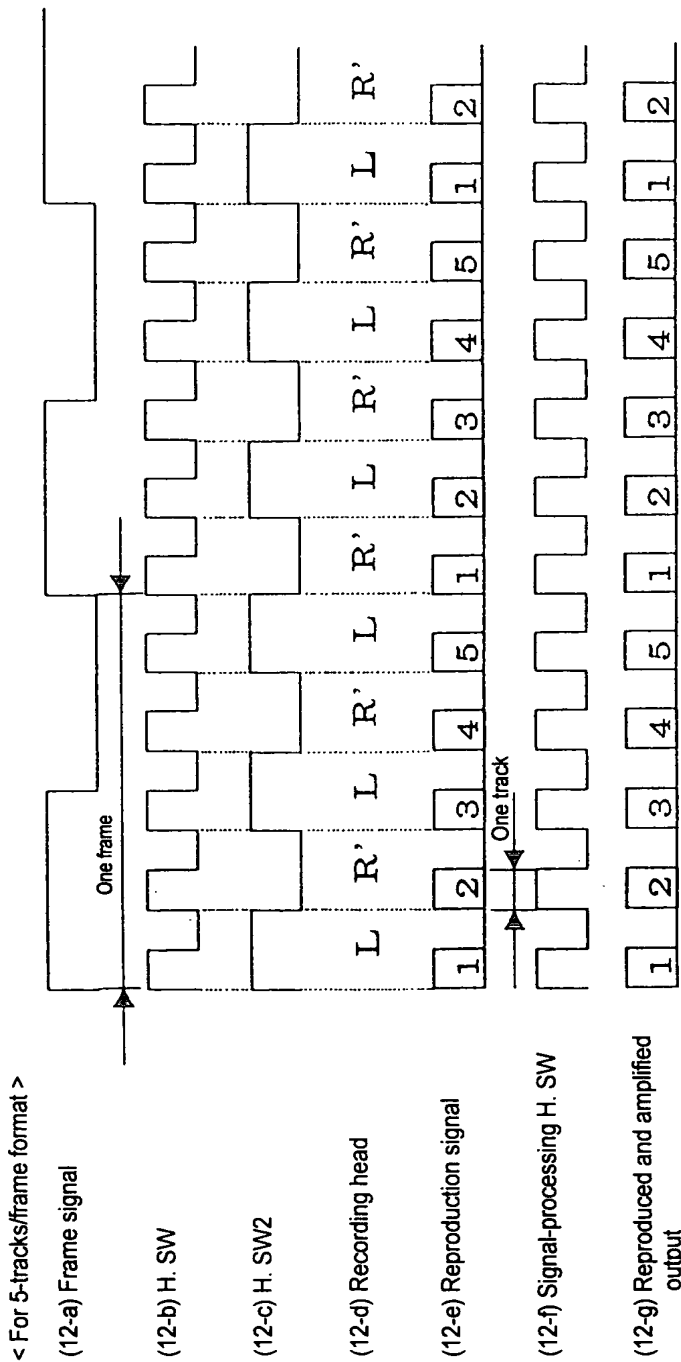 < For 5-tracks/frame format >
(12-a) Frame signal
One frame
(12-b) H. SW
(12-c) H. SW2
(12-d) Recording head
L R' L R' L R' L R' L R' L R'
(12-e) Reproduction signal
1 2 3 4 5 1 2 3 4 5 1 2
One track
(12-f) Signal-processing H. SW
(12-g) Reproduced and amplified
output
1 2 3 4 5 1 2 3 4 5 1 2